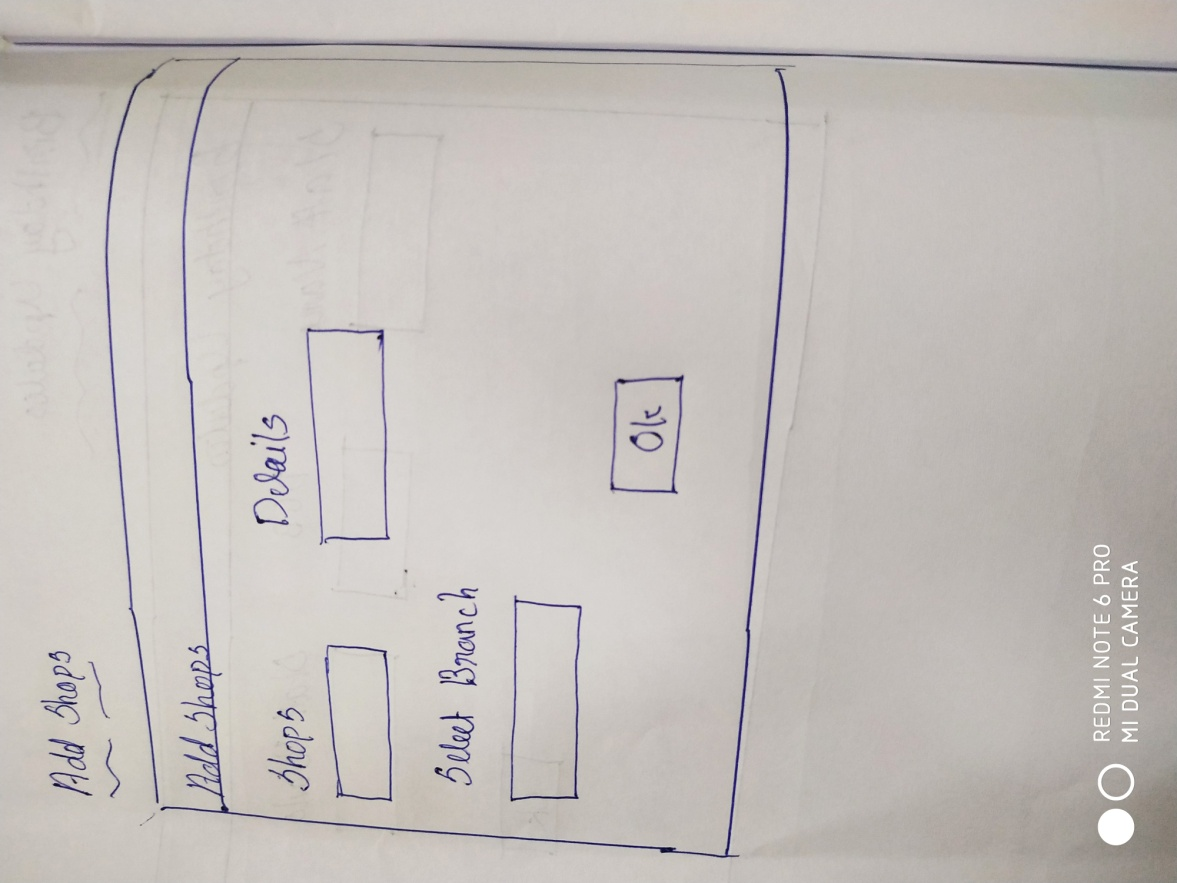 Add Shops
Add Shops
Shops
Details
Select Branch
Ok
REDMI NOTE 6 PRO
MI DUAL CAMERA